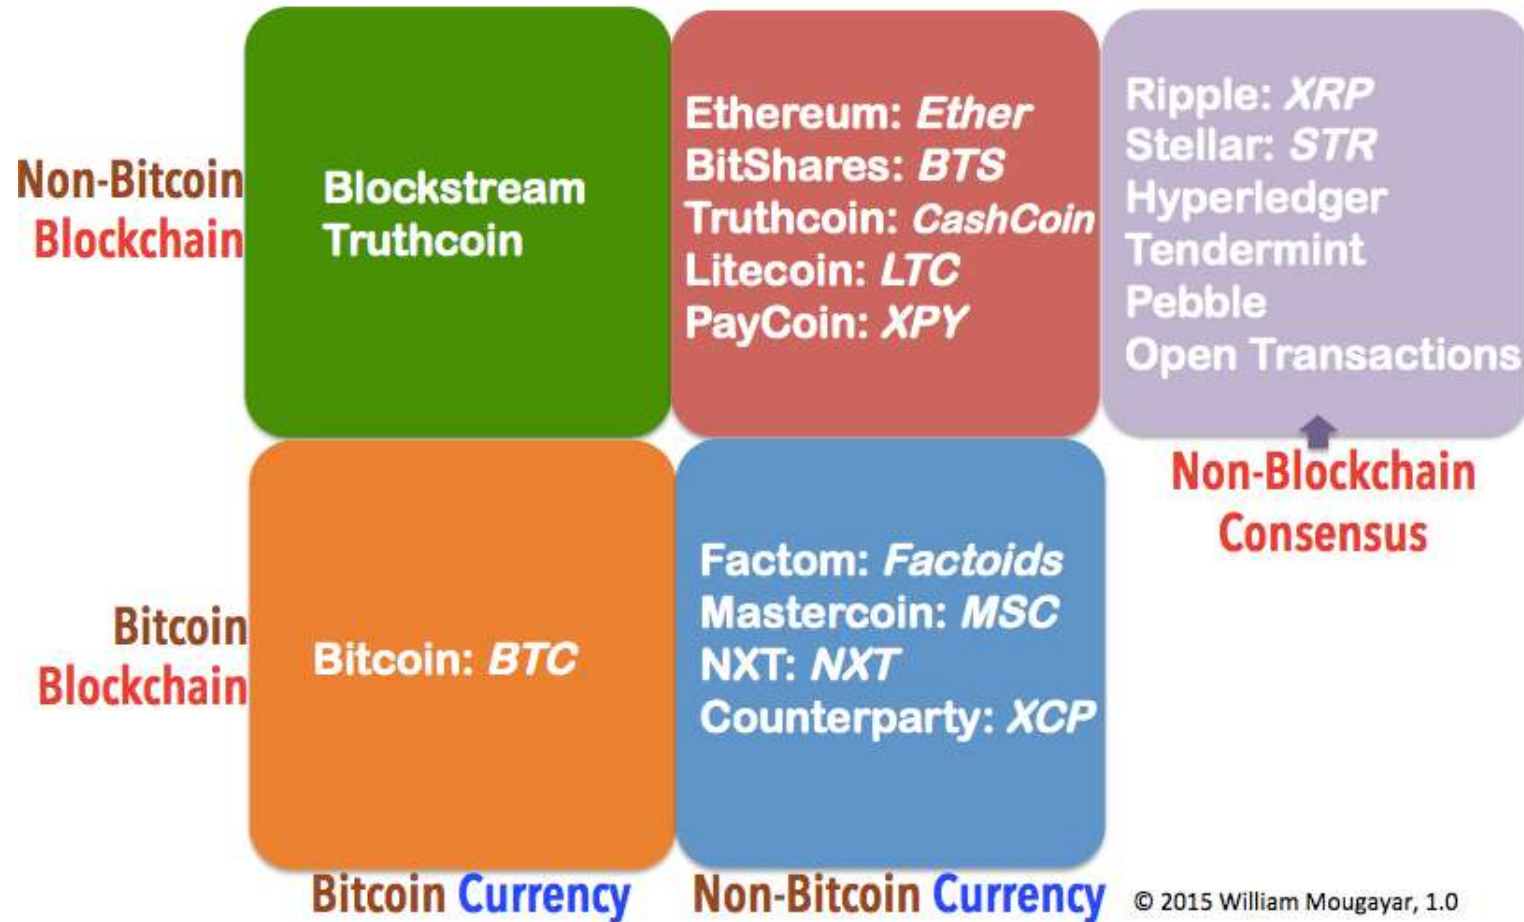 Non-Bitcoin
Blockchain
Blockstream
Truthcoin
Ethereum: Ether
BitShares: BTS
Truthcoin: CashCoin
Litecoin: LTC
PayCoin: XPY
Ripple: XRP
Stellar: STR
Hyperledger
Tendermint
Pebble
Open Transactions
Non-Blockchain
Consensus
Bitcoin
Blockchain
Bitcoin: BTC
Factom: Factoids
Mastercoin: MSC
NXT: NXT
Counterparty: XCP
Bitcoin Currency
Non-Bitcoin Currency
© 2015 William Mougayar, 1.0